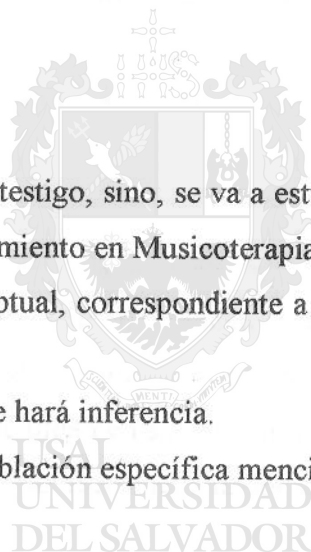 testigo, sino, se va a est
miento en Musicoterapia
ptual, correspondiente a
e hará inferencia.
blación específica menci
USAL
UNIVERSIDAD
DEL SALVADOR